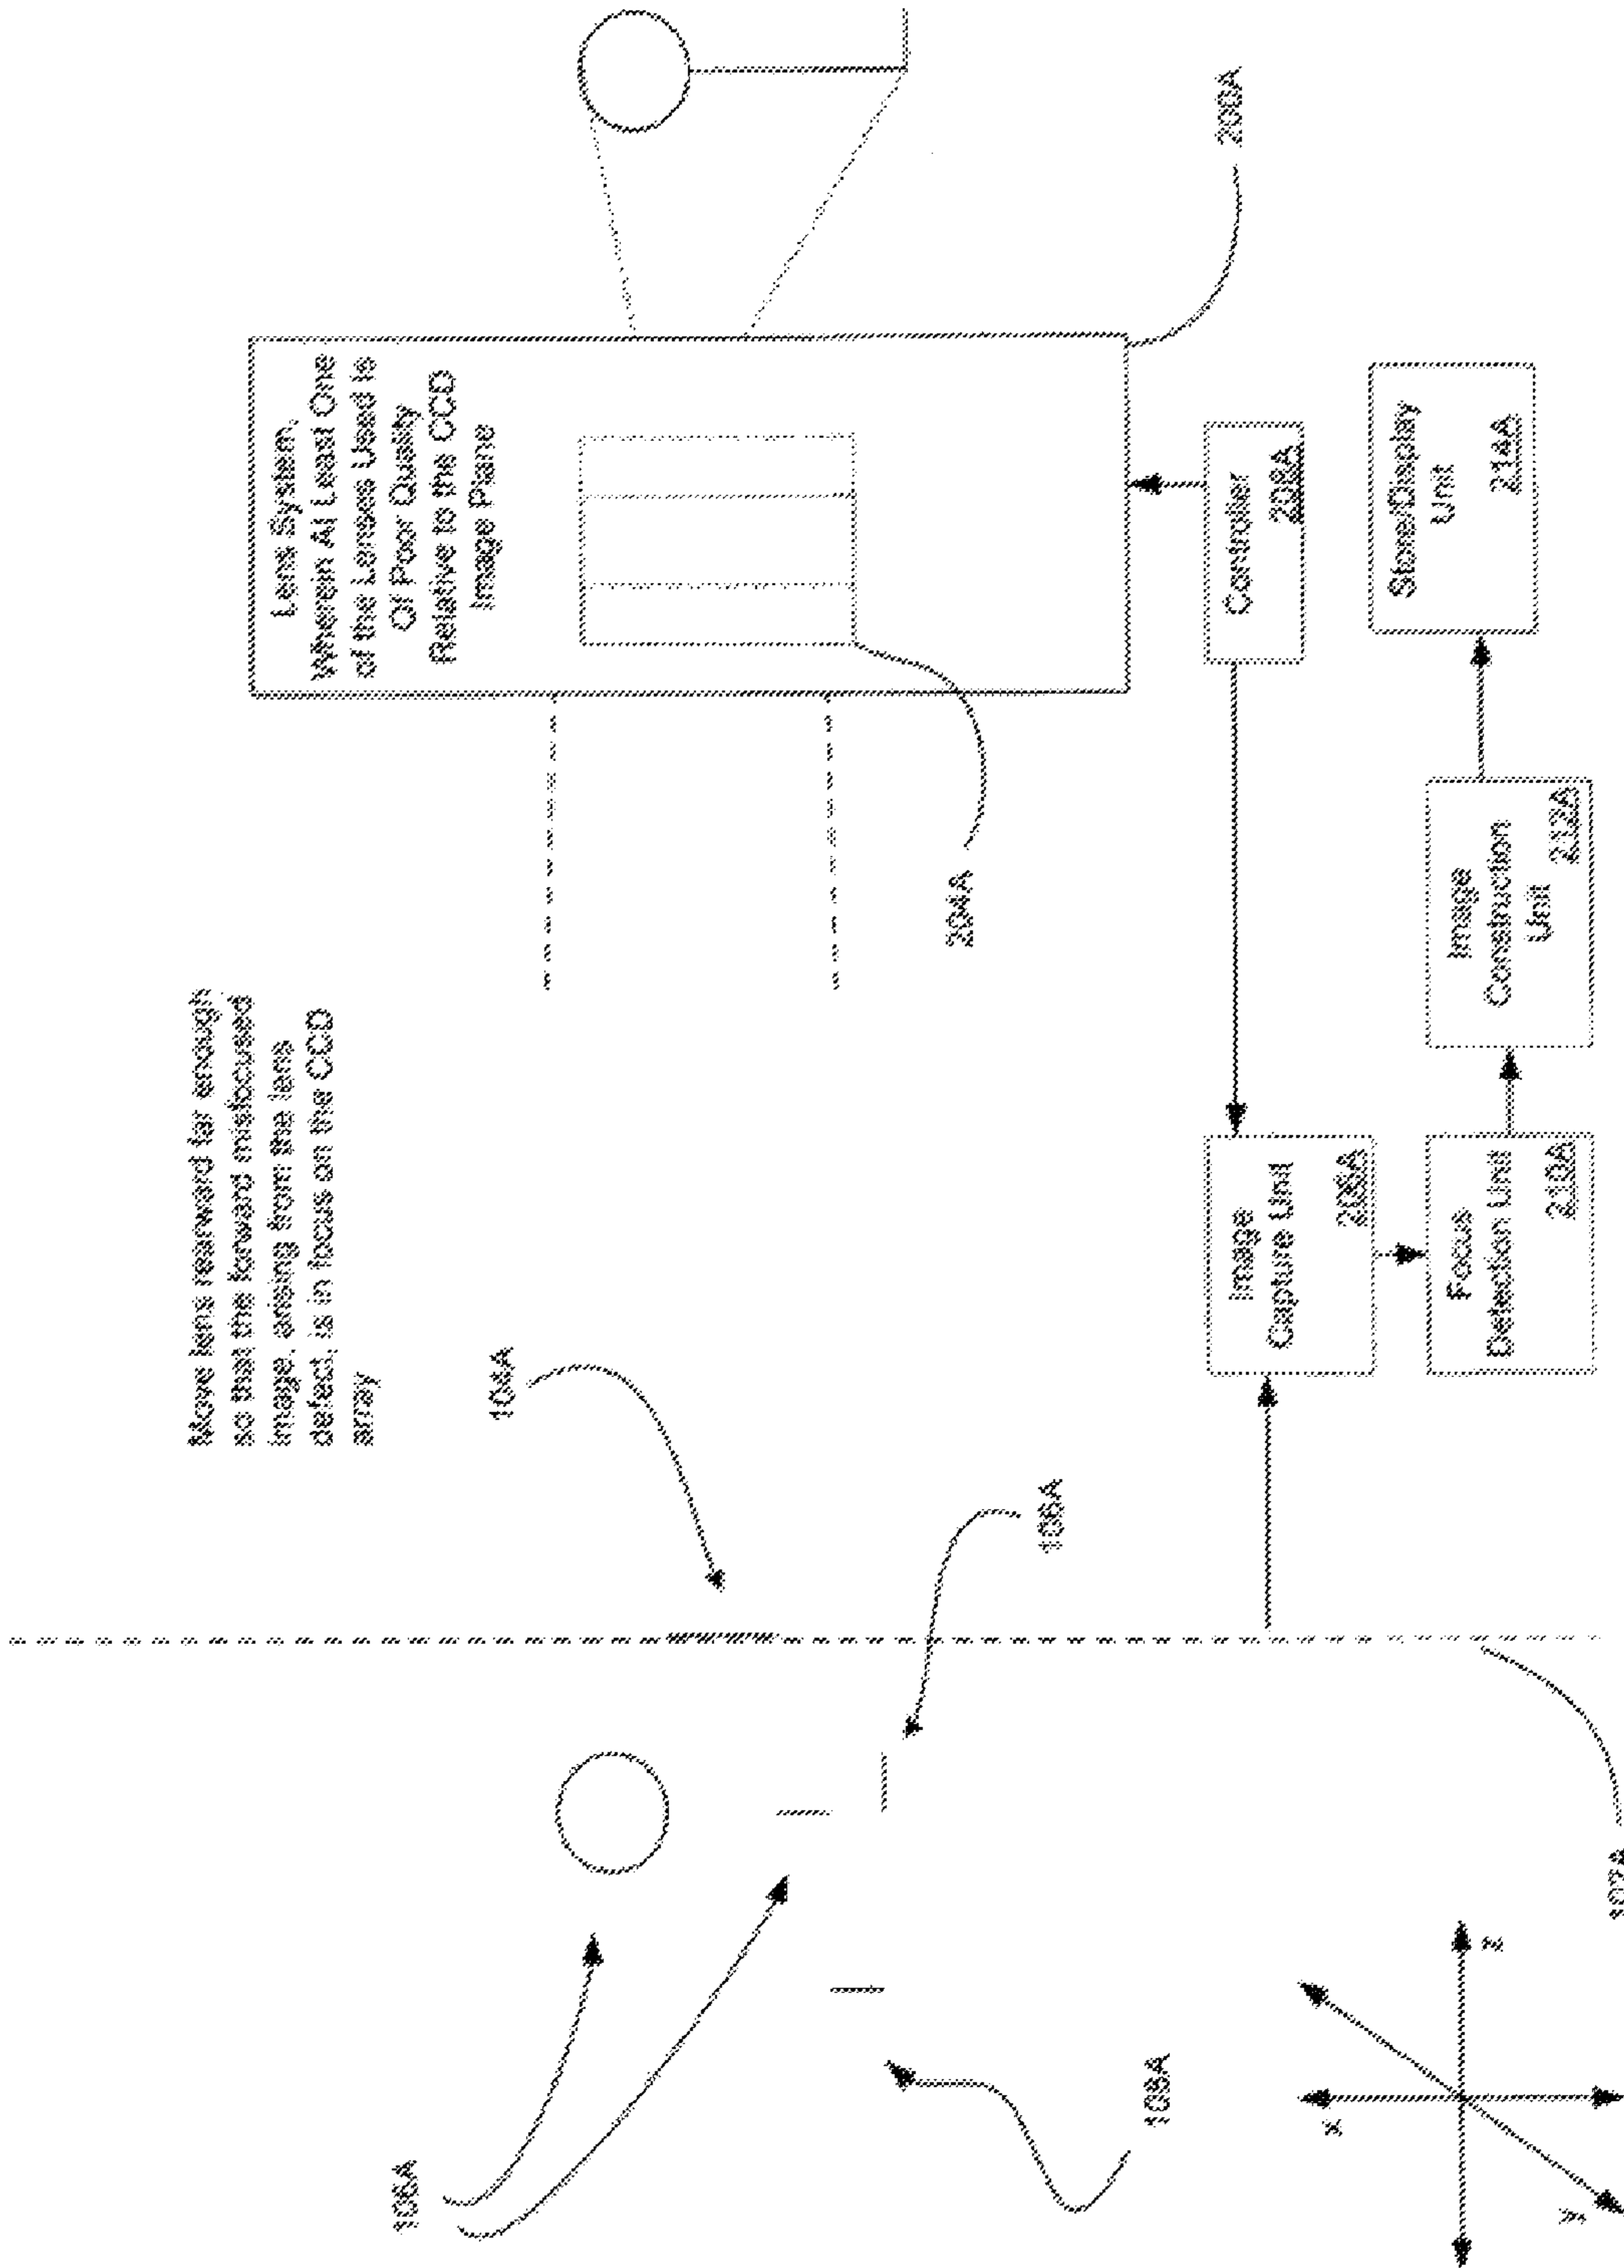 Move lens rearward far enough
so that the forward misfocused
image, arising from the lens
defect, is in focus on the CCD
array
Lens System,
Wherein At Least One
of the Lenses Used is
Of Poor Quality
Relative to the CCD
Image Plane
106A
104A
106A
108A
204A
200A
Image
Capture Unit
206A
Controller
208A
Focus
Detection Unit
210A
Image
Construction
Unit
212A
Store/Display
Unit
214A
x
y
z